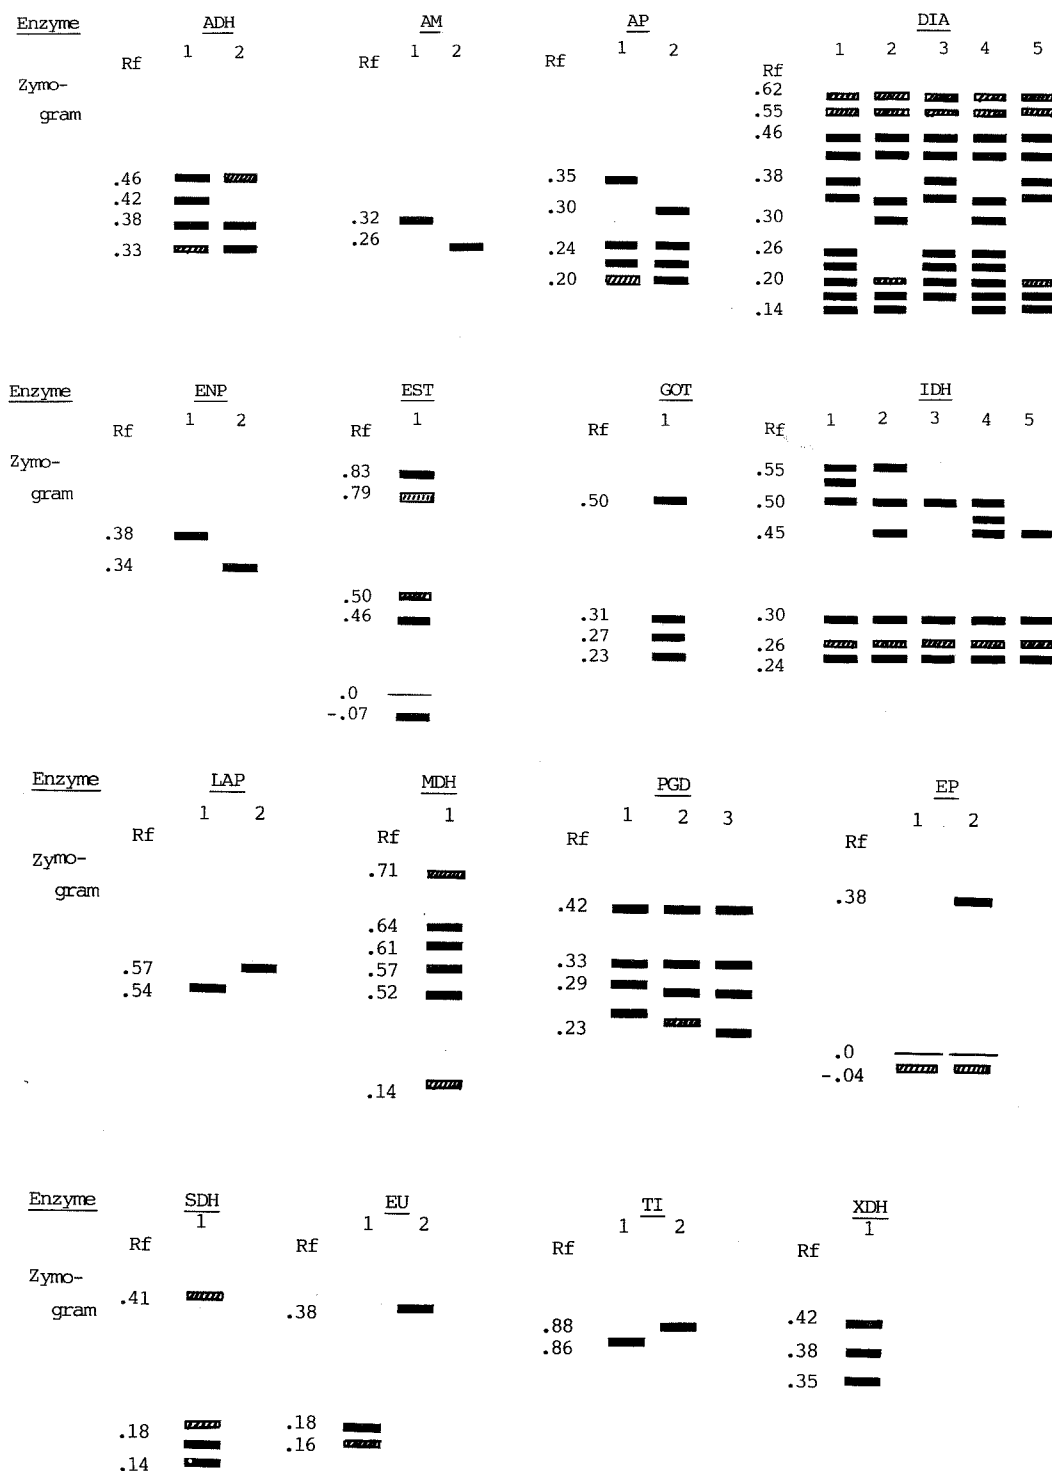 Enzyme ADH AM AP DIA
1 2 1 2 1 2 1 2 3 4 5
Rf Rf Rf Rf
Zymo-
gram
.62
.55
.46
.46 .35 .38
.42
.38 .32 .30 .30
.33 .26 .24 .26
.20 .20
.14
Enzyme ENP EST GOT IDH
1 2 1 1 1 2 3 4 5
Rf Rf Rf Rf
Zymo-
gram
.83 .55
.79
.50 .50
.38 .45
.34
.50 .31 .30
.46 .27 .26
.23 .24
.0
-.07
Enzyme LAP MDH PGD EP
1 2 1 1 2 3 1 2
Rf Rf Rf Rf
Zymo-
gram
.71
.42 .38
.64
.61
.57 .57 .33
.54 .52 .29
.23
.0
.14 -.04
Enzyme SDH EU TI XDH
1 1 2 1 2 1
Rf Rf Rf Rf
Zymo-
gram
.41 .38 .42
.88
.86 .38
.35
.18 .18
.16
.14